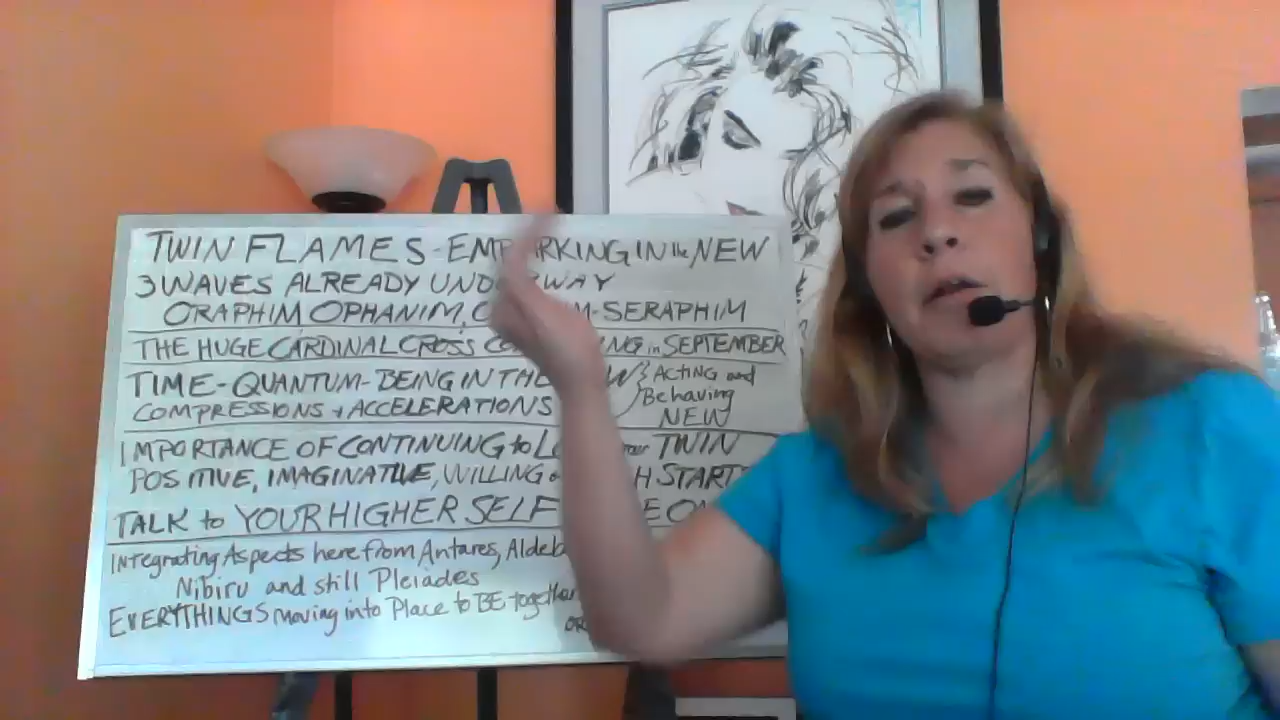 TWIN FLAMES - EMBARKING IN the NEW
3 WAVES ALREADY UNDERWAY
ORAPHIM OPHANIM, M-SERAPHIM
THE HUGE CARDINAL CROSS NG in SEPTEMBER
TIME-QUANTUM-BEING IN THE W
COMPRESSIONS + ACCELERATIONS
ACTING and
Behaving
NEW
IMPORTANCE OF CONTINUING to TWIN
POSITIVE, IMAGINATIVE, WILLING START
TALK to YOUR HIGHER SELF
Integrating Aspects here from Antares, Aldeb
Nibiru and still Pleiades
EVERYTHINGS moving into Place to BE together